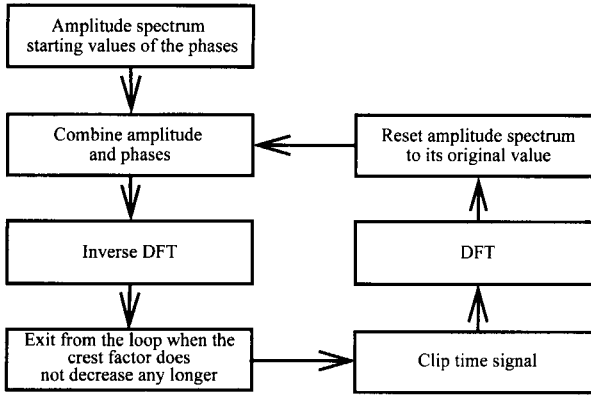 Amplitude spectrum
starting values of the phases
Combine amplitude
and phases
Reset amplitude spectrum
to its original value
Inverse DFT
DFT
Exit from the loop when the
crest factor does
not decrease any longer
Clip time signal